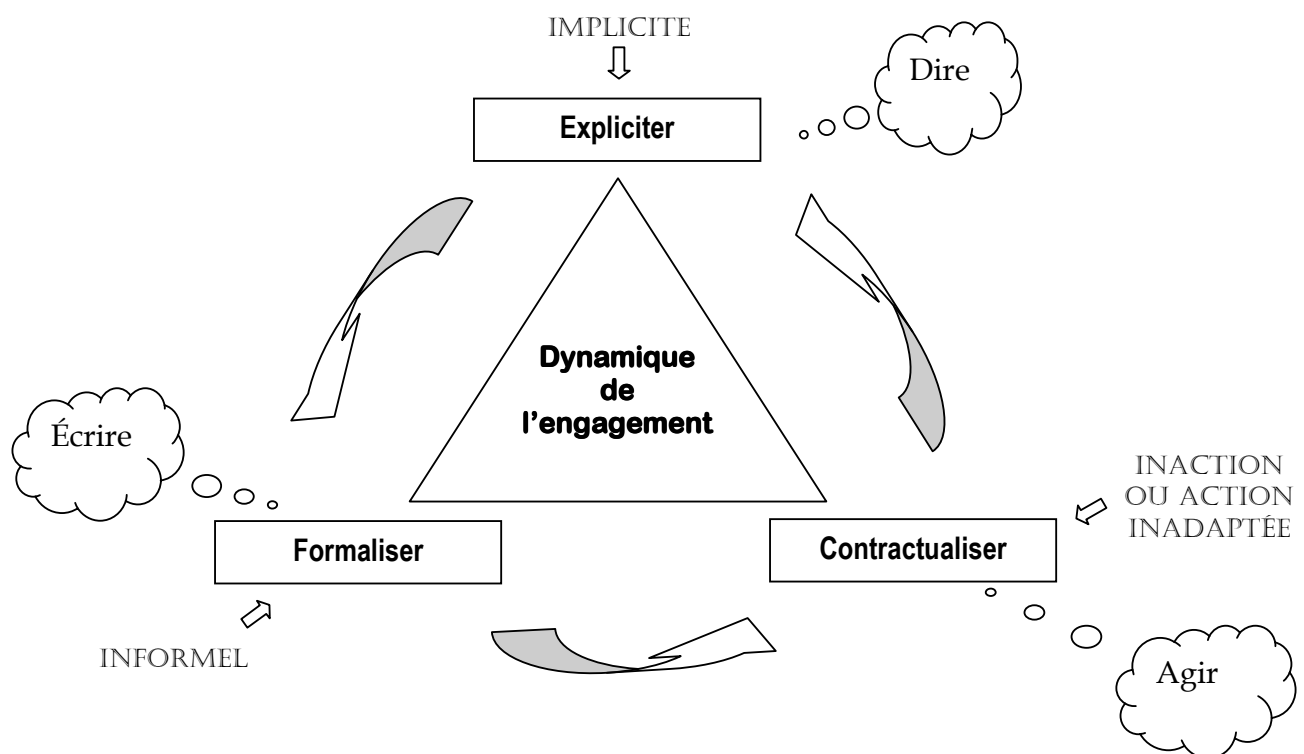 IMPLICITE
Dire
Expliciter
Dynamique
de
l'engagement
Écrire
INACTION
OU ACTION
INADAPTÉE
Formaliser
Contractualiser
INFORMEL
Agir